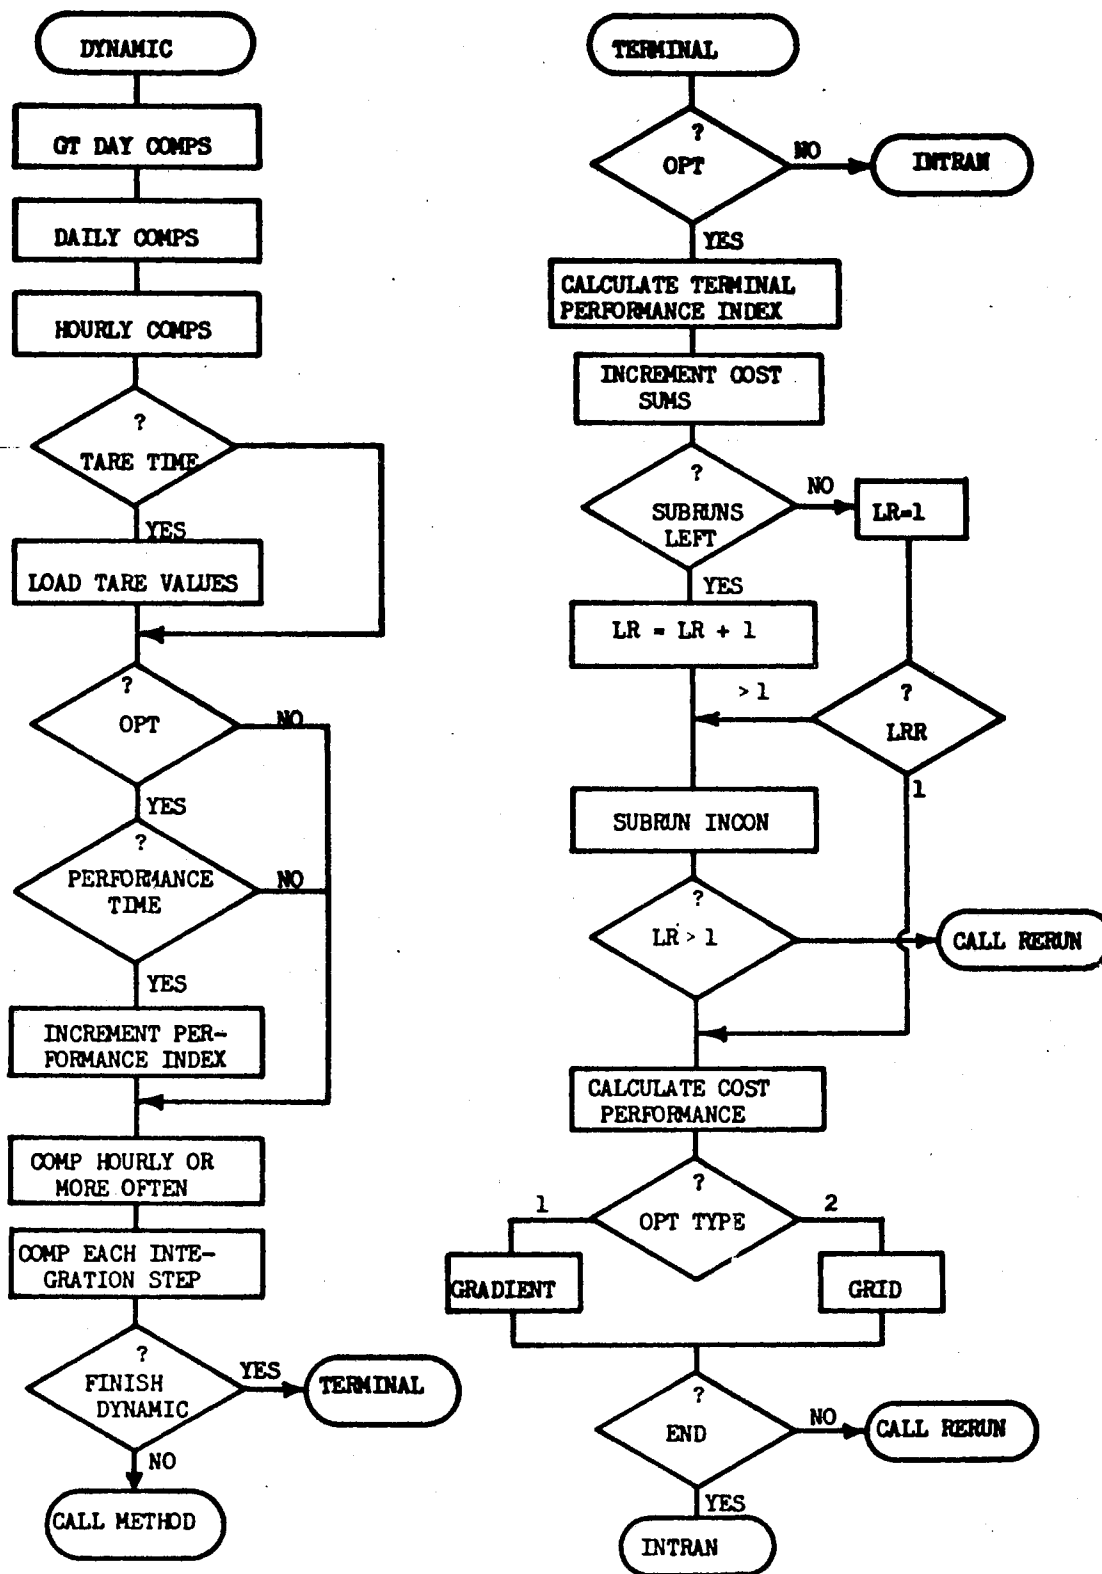 DYNAMIC
GT DAY COMPS
DAILY COMPS
HOURLY COMPS
?
TARE TIME
YES
LOAD TARE VALUES
?
OPT
NO
YES
?
PERFORMANCE
TIME
NO
YES
INCREMENT PER-
FORMANCE INDEX
COMP HOURLY OR
MORE OFTEN
COMP EACH INTE-
GRATION STEP
?
FINISH
DYNAMIC
YES
TERMINAL
NO
CALL METHOD
TERMINAL
?
OPT
NO
INTRAN
YES
CALCULATE TERMINAL
PERFORMANCE INDEX
INCREMENT COST
SUMS
?
SUBRUNS
LEFT
NO
LR=1
YES
LR = LR + 1
> 1
?
LRR
1
SUBRUN INCON
?
LR > 1
CALL RERUN
CALCULATE COST
PERFORMANCE
?
OPT TYPE
1
2
GRADIENT
GRID
?
END
NO
CALL RERUN
YES
INTRAN